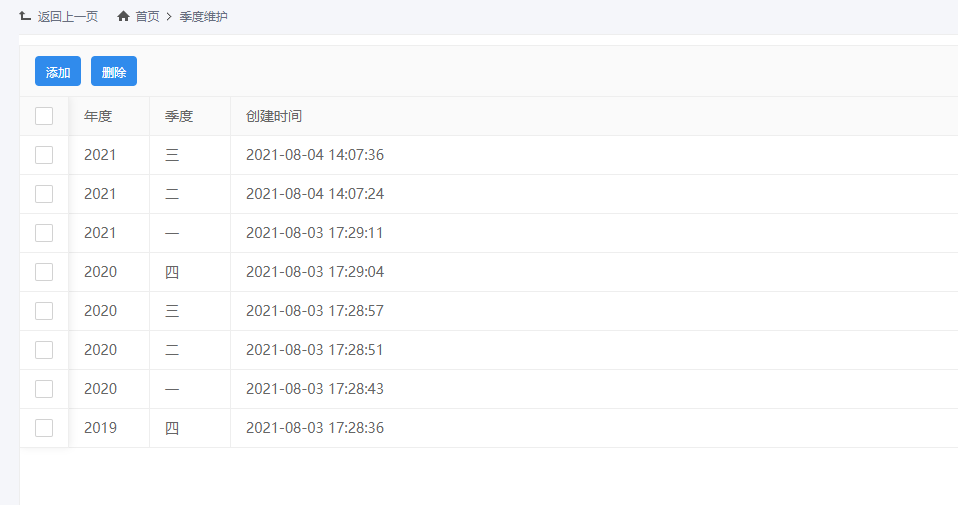 返回上一页 首页 季度维护
添加 删除
年度 季度 创建时间
2021 三 2021-08-04 14:07:36
2021 二 2021-08-04 14:07:24
2021 一 2021-08-03 17:29:11
2020 四 2021-08-03 17:29:04
2020 三 2021-08-03 17:28:57
2020 二 2021-08-03 17:28:51
2020 一 2021-08-03 17:28:43
2019 四 2021-08-03 17:28:36